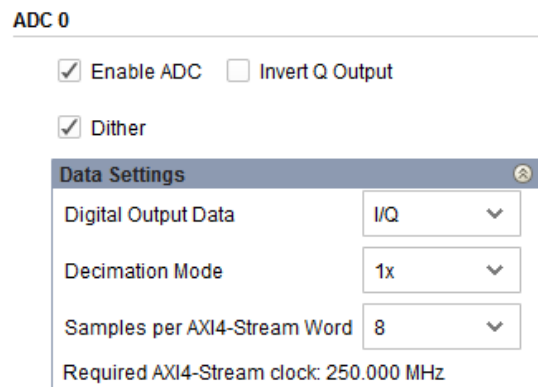 ADC 0
Enable ADC Invert Q Output
Dither
Data Settings
Digital Output Data I/Q
Decimation Mode 1x
Samples per AXI4-Stream Word 8
Required AXI4-Stream clock: 250.000 MHz